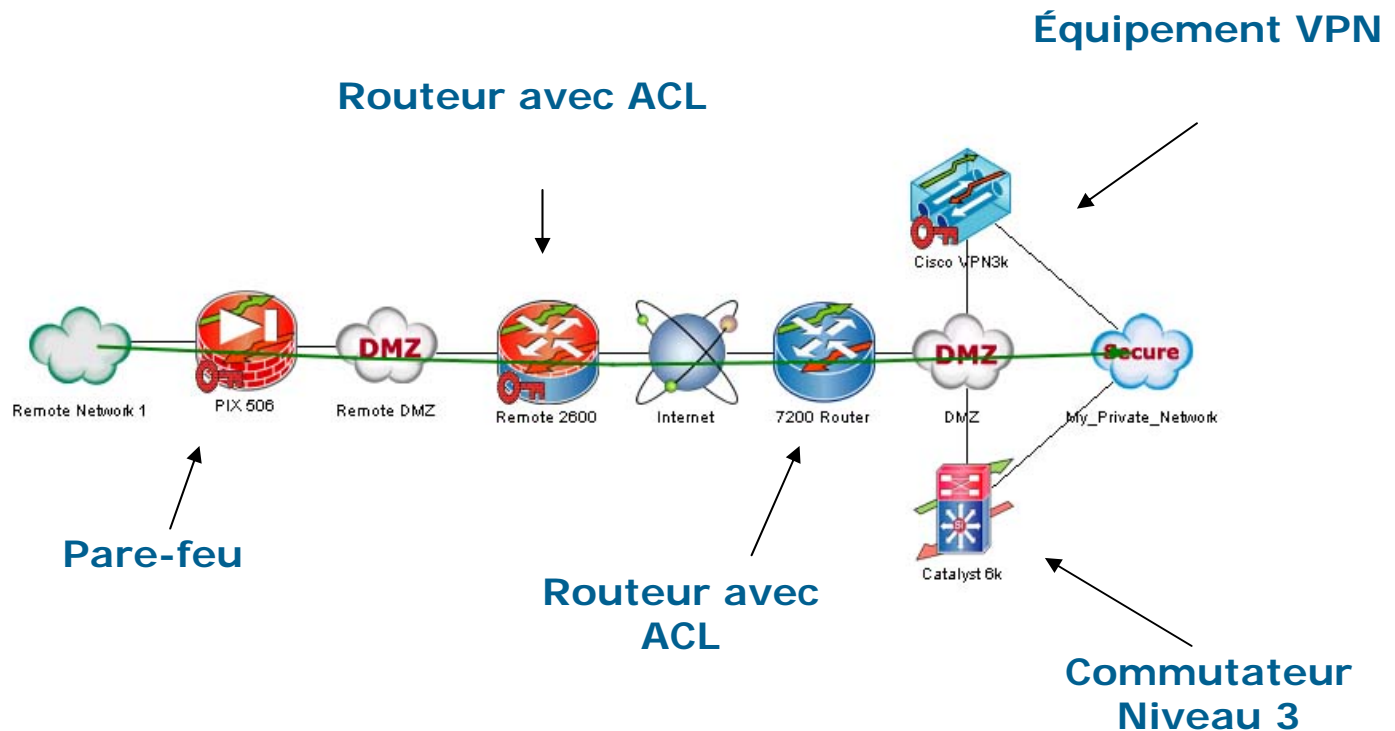 Équipement VPN
Routeur avec ACL
Cisco VPN3k
DMZ
DMZ
Secure
Remote Network 1
PIX 506
Remote DMZ
Remote 2600
Internet
7200 Router
DMZ
My_Private_Network
Si
Catalyst 6k
Pare-feu
Routeur avec
ACL
Commutateur
Niveau 3